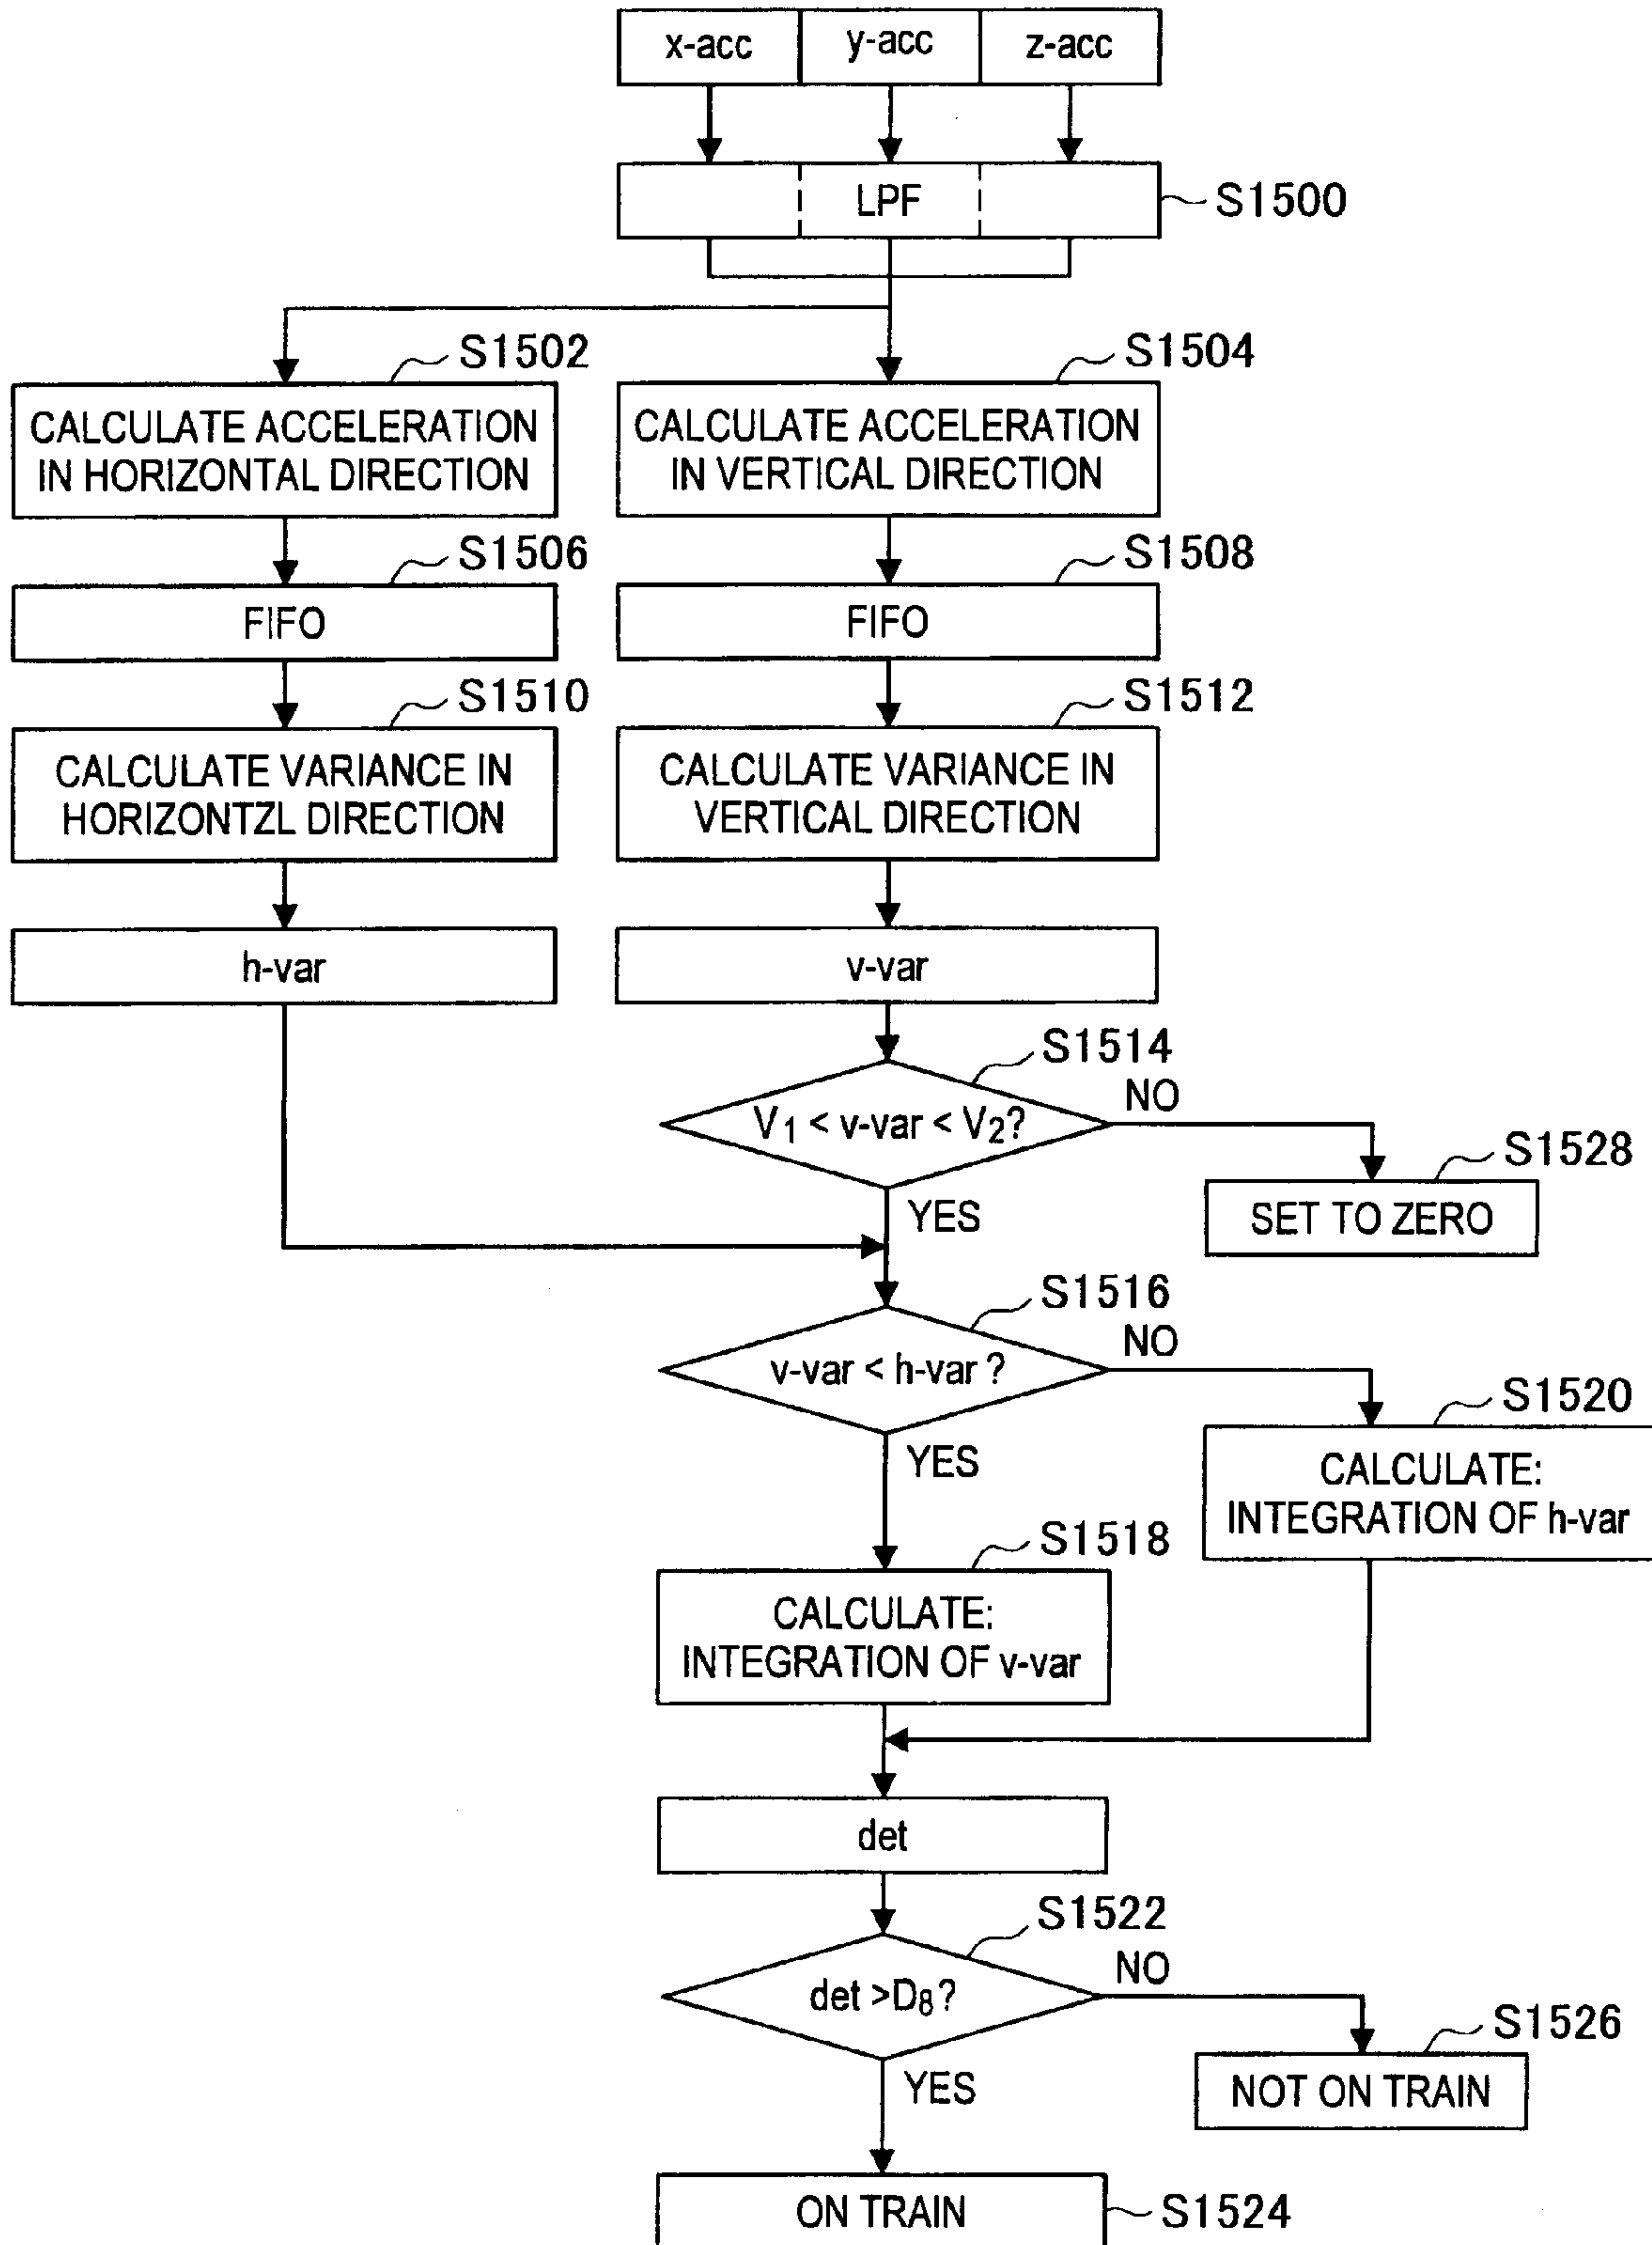 x-acc y-acc z-acc
LPF
S1500
S1502
S1504
CALCULATE ACCELERATION
IN HORIZONTAL DIRECTION
CALCULATE ACCELERATION
IN VERTICAL DIRECTION
S1506
S1508
FIFO
FIFO
S1510
S1512
CALCULATE VARIANCE IN
HORIZONTZL DIRECTION
CALCULATE VARIANCE IN
VERTICAL DIRECTION
h-var
v-var
S1514
V1 < v-var < V2?
NO
S1528
SET TO ZERO
YES
S1516
v-var < h-var ?
NO
S1520
CALCULATE:
INTEGRATION OF h-var
YES
S1518
CALCULATE:
INTEGRATION OF v-var
det
S1522
det >D8?
NO
S1526
NOT ON TRAIN
YES
ON TRAIN
S1524